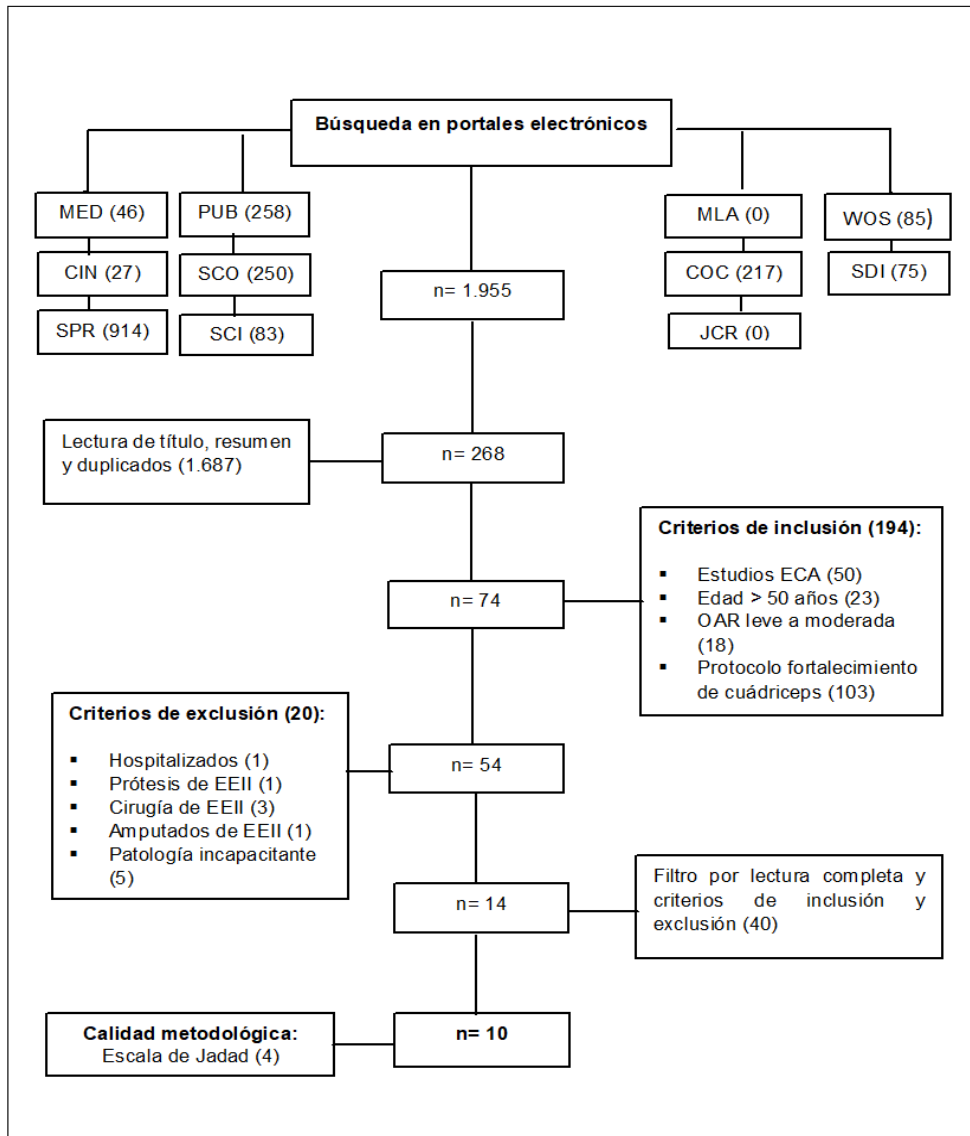 Búsqueda en portales electrónicos
MED (46)
PUB (258)
MLA (0)
WOS (85)
CIN (27)
SCO (250)
COC (217)
SDI (75)
SPR (914)
SCI (83)
JCR (0)
n= 1.955
Lectura de título, resumen
y duplicados (1.687)
n= 268
Criterios de inclusión (194):
▪ Estudios ECA (50)
▪ Edad > 50 años (23)
▪ OAR leve a moderada
(18)
▪ Protocolo fortalecimiento
de cuádriceps (103)
n= 74
Criterios de exclusión (20):
▪ Hospitalizados (1)
▪ Prótesis de EEII (1)
▪ Cirugía de EEII (3)
▪ Amputados de EEII (1)
▪ Patología incapacitante
(5)
n= 54
Filtro por lectura completa y
criterios de inclusión y
exclusión (40)
n= 14
Calidad metodológica:
Escala de Jadad (4)
n= 10